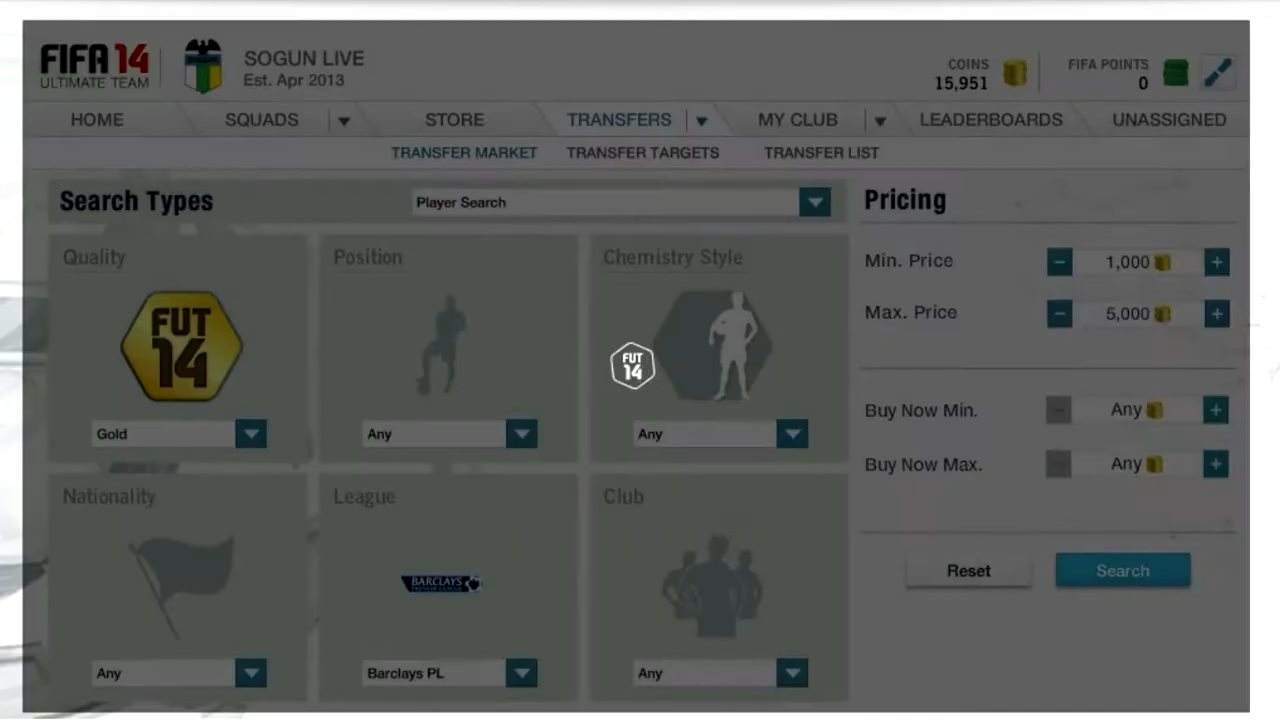 FIFA 14
ULTIMATE TEAM
SOGUN LIVE
Est. Apr 2013
COINS
15,951
FIFA POINTS
0
HOME
SQUADS
STORE
TRANSFERS
MY CLUB
LEADERBOARDS
UNASSIGNED
TRANSFER MARKET
TRANSFER TARGETS
TRANSFER LIST
Search Types
Player Search
Quality
FUT
14
Gold
Position
Any
Chemistry Style
FUT
14
Any
Nationality
Any
League
BARCLAYS
Barclays PL
Club
Any
Pricing
Min. Price
1,000
Max. Price
5,000
Buy Now Min.
Any
Buy Now Max.
Any
Reset
Search